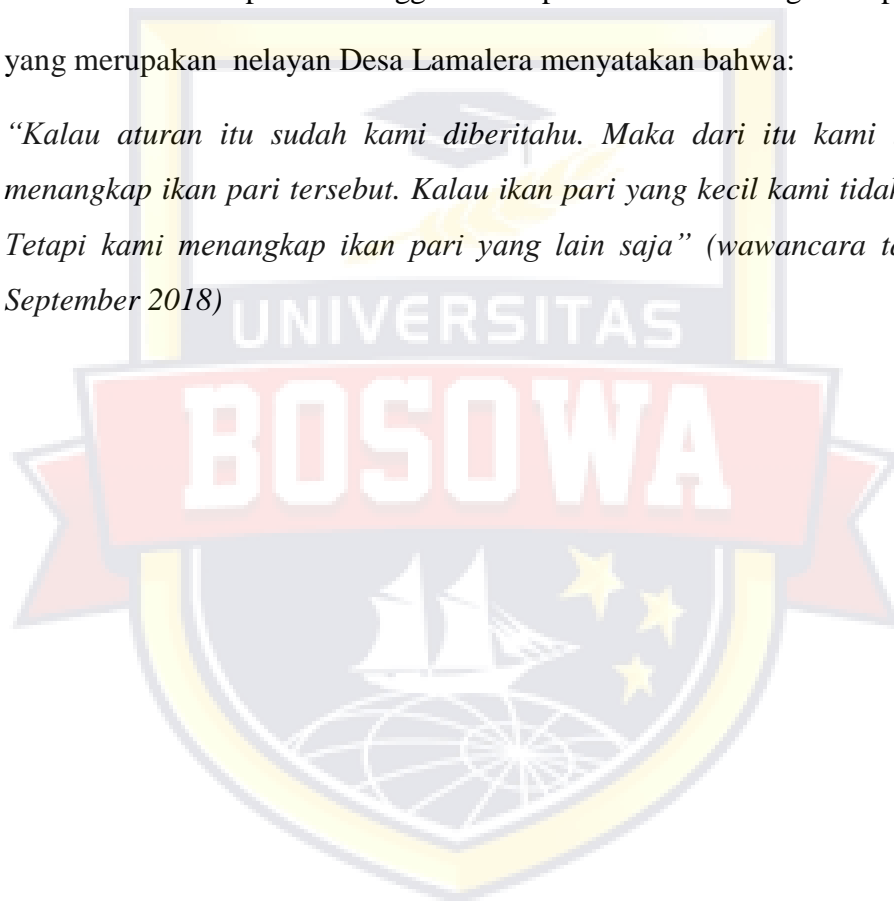 yang merupakan nelayan Desa Lamalera menyatakan bahwa:
“Kalau aturan itu sudah kami diberitahu. Maka dari itu kami
menangkap ikan pari tersebut. Kalau ikan pari yang kecil kami tidak
Tetapi kami menangkap ikan pari yang lain saja” (wawancara
September 2018)
UNIVERSITAS
BOSOWA